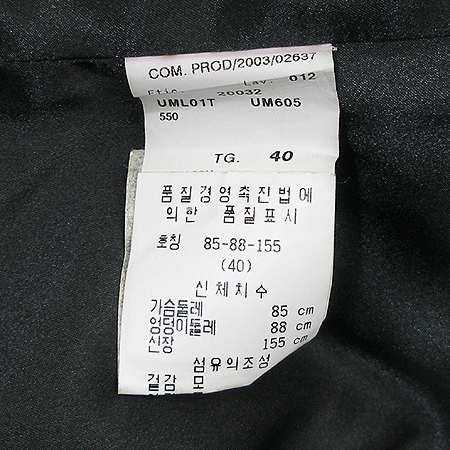 COM. PROD/2003/02637
Etic. 20032 Lav. 012
UML01T UM605
550
TG. 40
품질경영촉진법에
의한 품질표시
호칭 85-88-155
(40)
신체치수
가슴둘레 85 cm
엉덩이둘레 88 cm
신장 155 cm
섬유의조성
겉감 모